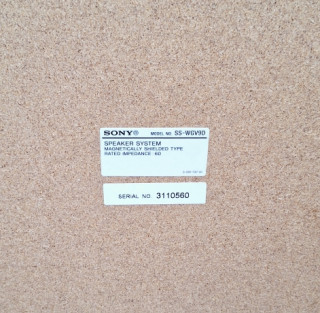 SONY® MODEL NO. SS-WGV90
SPEAKER SYSTEM
MAGNETICALLY SHIELDED TYPE
RATED IMPEDANCE 6Ω
SERIAL NO. 3110560